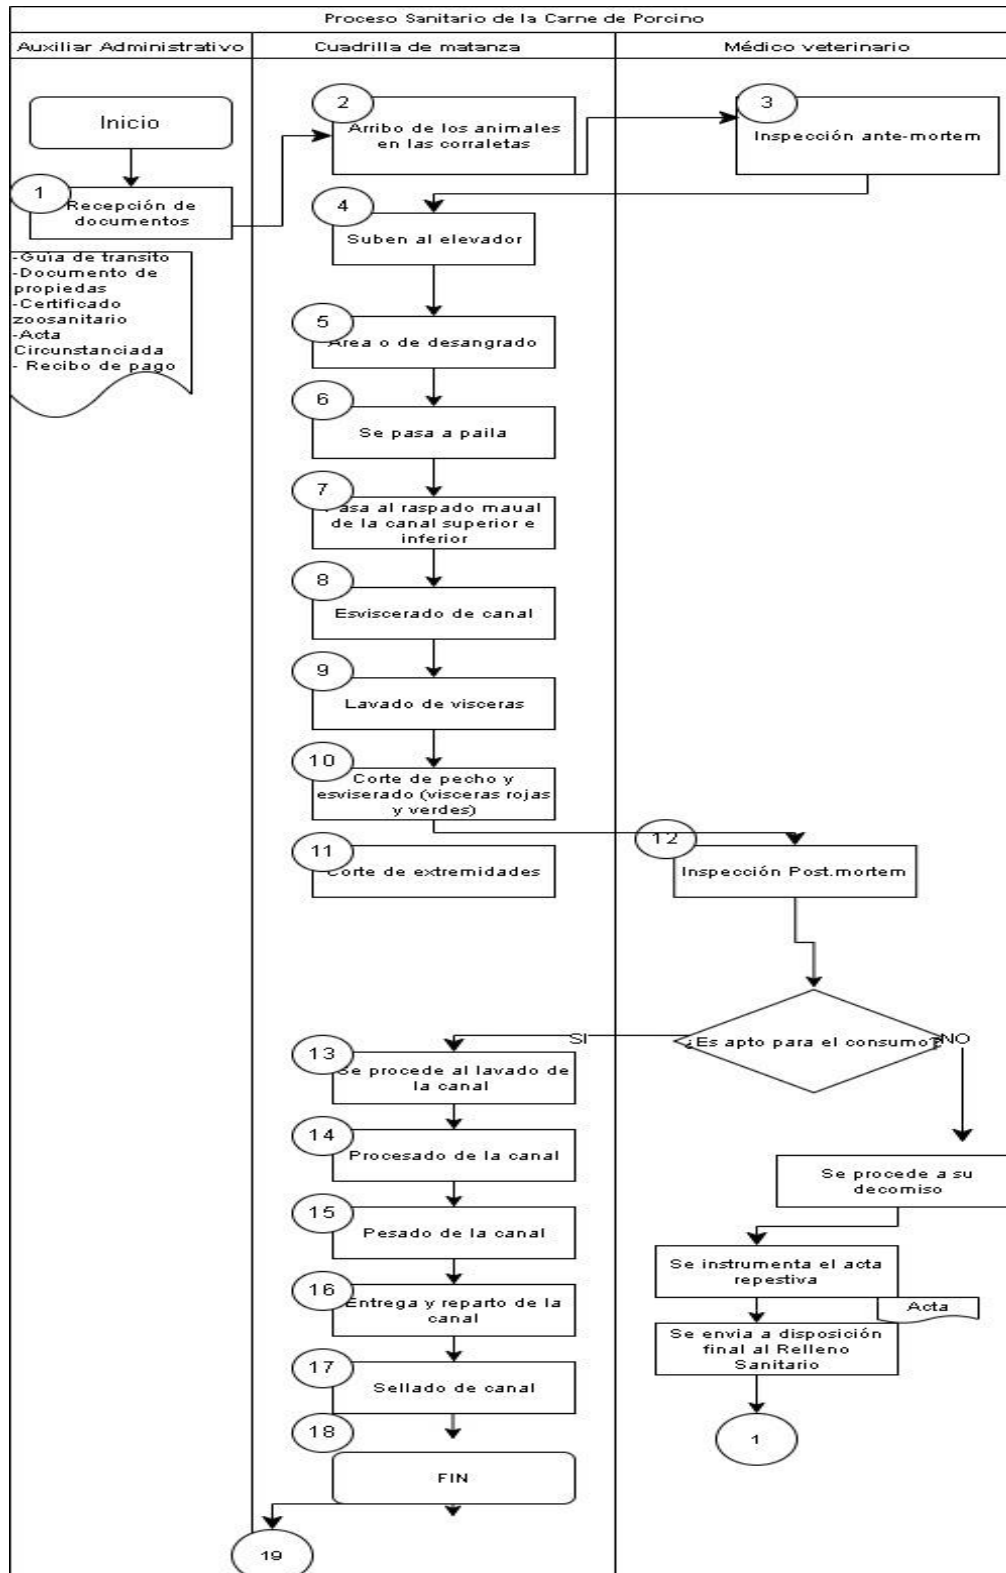 Proceso Sanitario de la Carne de Porcino
Auxiliar Administrativo
Cuadrilla de matanza
Médico veterinario
Inicio
1
Recepción de
documentos
-Guía de transito
-Documento de
propiedas
-Certificado
zoosanitario
-Acta
Circunstanciada
- Recibo de pago
2
Arribo de los animales
en las corraletas
3
Inspección ante-mortem
4
Suben al elevador
5
Area o de desangrado
6
Se pasa a paila
7
Pasa al raspado maual
de la canal superior e
inferior
8
Esviscerado de canal
9
Lavado de visceras
10
Corte de pecho y
esviserado (visceras rojas
y verdes)
11
Corte de extremidades
12
Inspección Post.mortem
¿Es apto para el consumo?
SI
NO
13
Se procede al lavado de
la canal
14
Procesado de la canal
15
Pesado de la canal
16
Entrega y reparto de la
canal
17
Sellado de canal
18
FIN
19
Se procede a su
decomiso
Se instrumenta el acta
repestiva
Acta
Se envia a disposición
final al Relleno
Sanitario
1